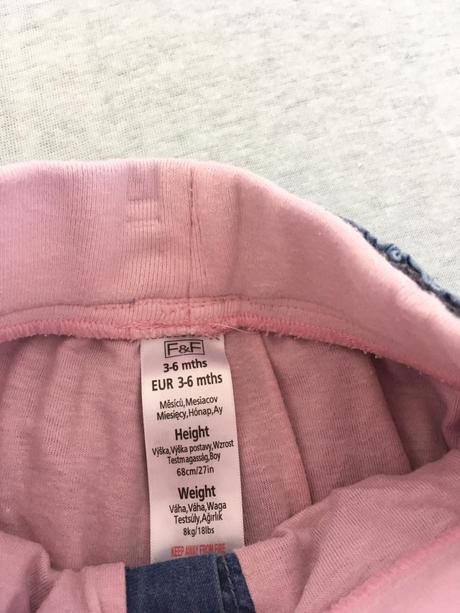 F&F
3-6 mths
EUR 3-6 mths
Měsíců,Mesiacov
Miesięcy,Hónap,Ay
Height
Výška,Výška postavy,Wzrost
Testmagasság,Boy
68cm/27in
Weight
Váha,Váha,Waga
Testsúly,Ağırlık
8kg/18lbs
KEEP AWAY FROM FIRE